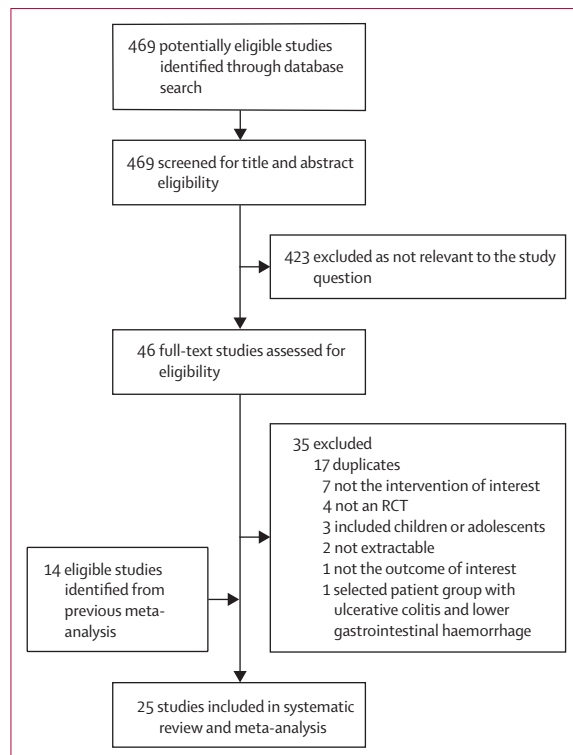 469 potentially eligible studies
identified through database
search
469 screened for title and abstract
eligibility
423 excluded as not relevant to the study
question
46 full-text studies assessed for
eligibility
35 excluded
17 duplicates
7 not the intervention of interest
4 not an RCT
3 included children or adolescents
2 not extractable
1 not the outcome of interest
1 selected patient group with
ulcerative colitis and lower
gastrointestinal haemorrhage
14 eligible studies
identified from
previous meta-
analysis
25 studies included in systematic
review and meta-analysis